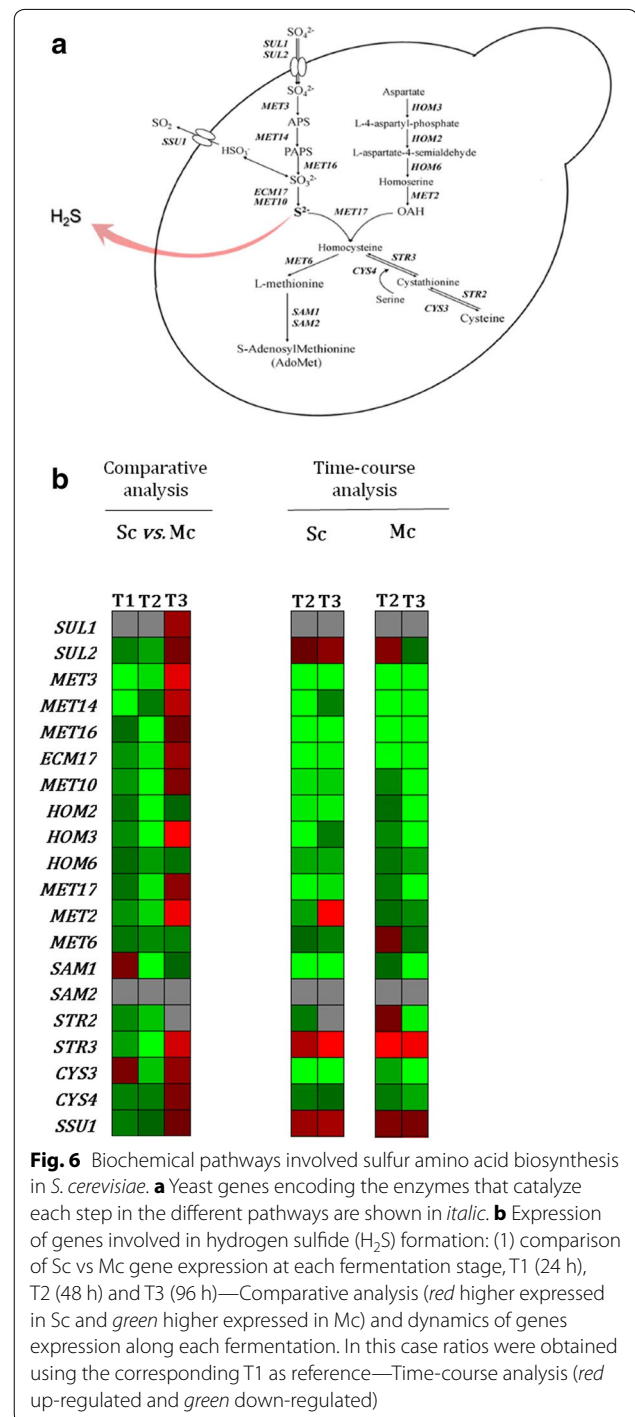 a
SO₄²⁻
SUL1
SUL2
SO₄²⁻
MET3
APS
MET14
PAPS
MET16
SO₃²⁻
HSO₃⁻
SO₂
SSU1
ECM17
MET10
S²⁻
H₂S
Aspartate
HOM3
L-4-aspartyl-phosphate
HOM2
L-aspartate-4-semialdehyde
HOM6
Homoserine
MET2
OAH
MET17
Homocysteine
MET6
L-methionine
SAM1
SAM2
S-AdenosylMethionine
(AdoMet)
STR3
CYS4
Cystathionine
Serine
STR2
CYS3
Cysteine
b
Comparative
analysis
Time-course
analysis
Sc vs. Mc
Sc
Mc
T1 T2 T3
T2 T3
T2 T3
SUL1
SUL2
MET3
MET14
MET16
ECM17
MET10
HOM2
HOM3
HOM6
MET17
MET2
MET6
SAM1
SAM2
STR2
STR3
CYS3
CYS4
SSU1
Fig. 6 Biochemical pathways involved sulfur amino acid biosynthesis
in S. cerevisiae. a Yeast genes encoding the enzymes that catalyze
each step in the different pathways are shown in italic. b Expression
of genes involved in hydrogen sulfide (H₂S) formation: (1) comparison
of Sc vs Mc gene expression at each fermentation stage, T1 (24 h),
T2 (48 h) and T3 (96 h)—Comparative analysis (red higher expressed
in Sc and green higher expressed in Mc) and dynamics of genes
expression along each fermentation. In this case ratios were obtained
using the corresponding T1 as reference—Time-course analysis (red
up-regulated and green down-regulated)